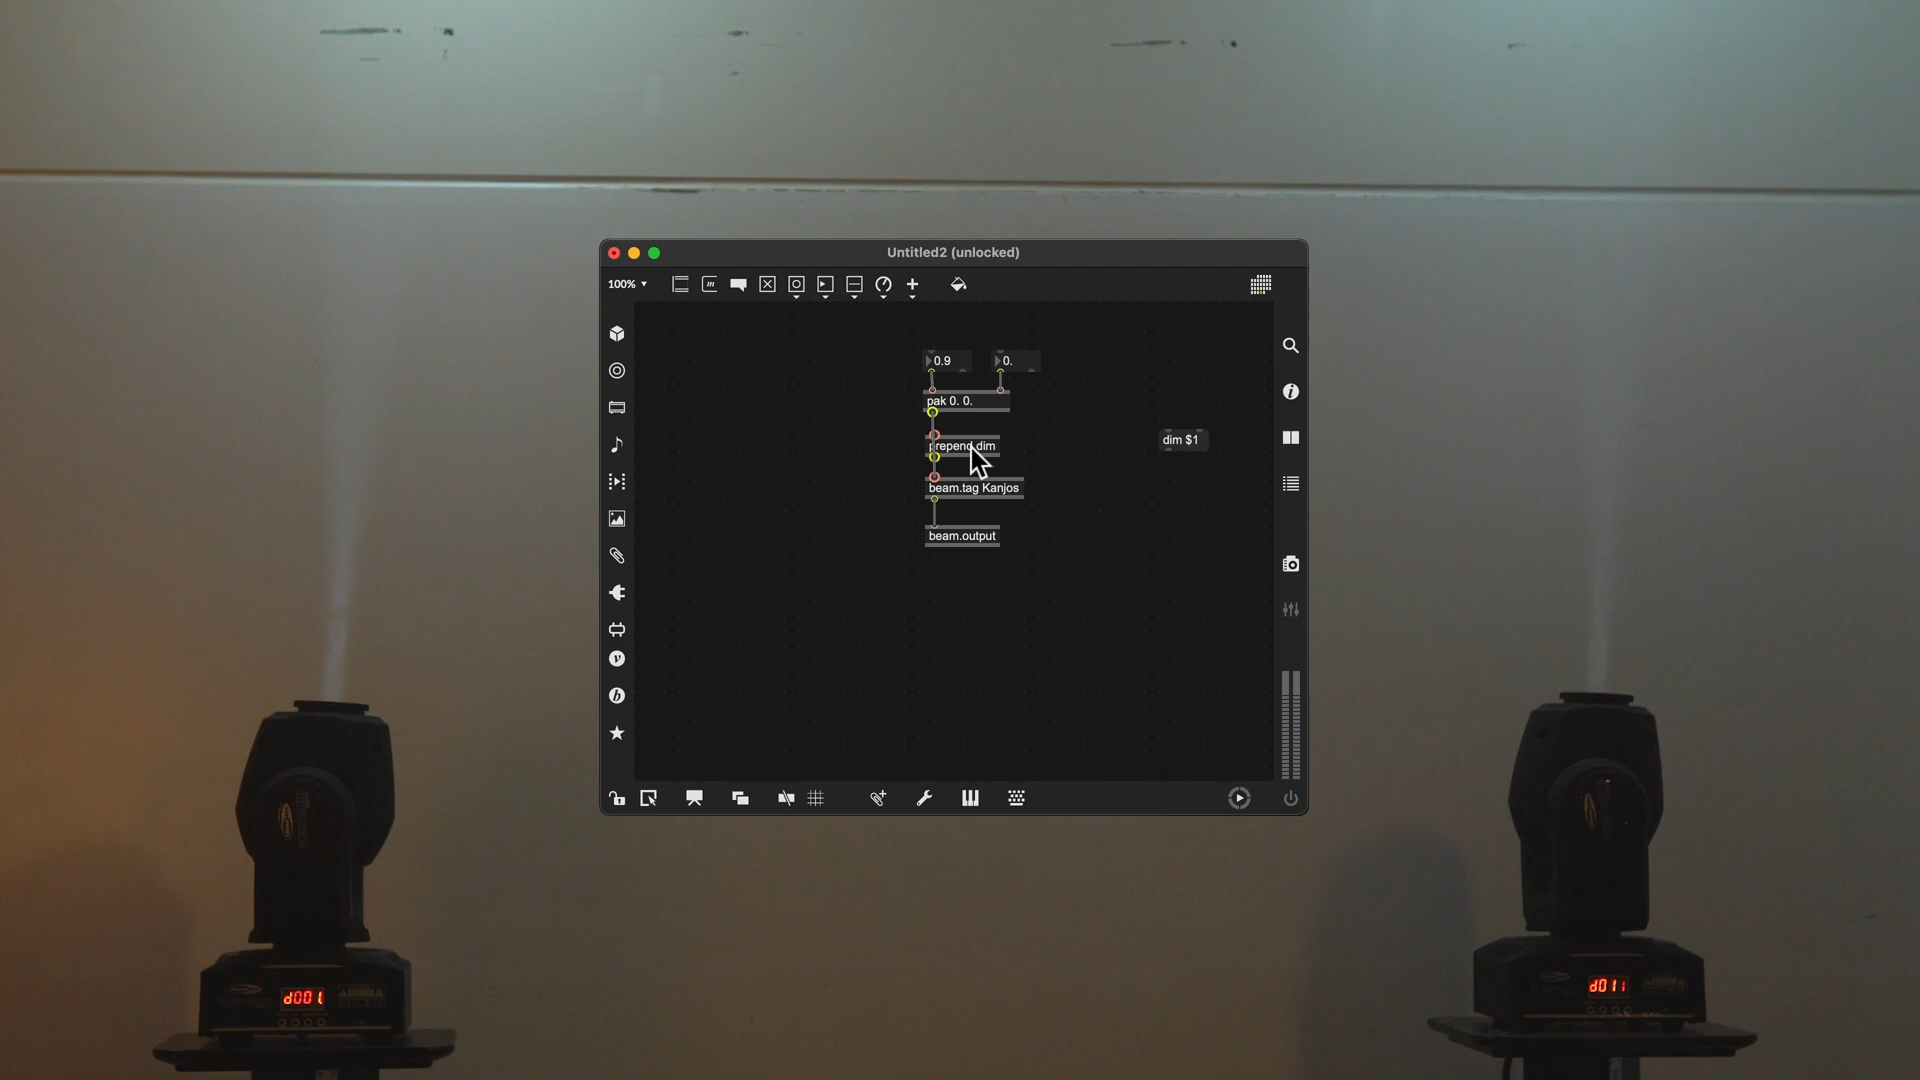 Untitled2 (unlocked)
100%
0.9
0.
pak 0. 0.
prepend dim
dim $1
beam.tag Kanjos
beam.output
d001
d011